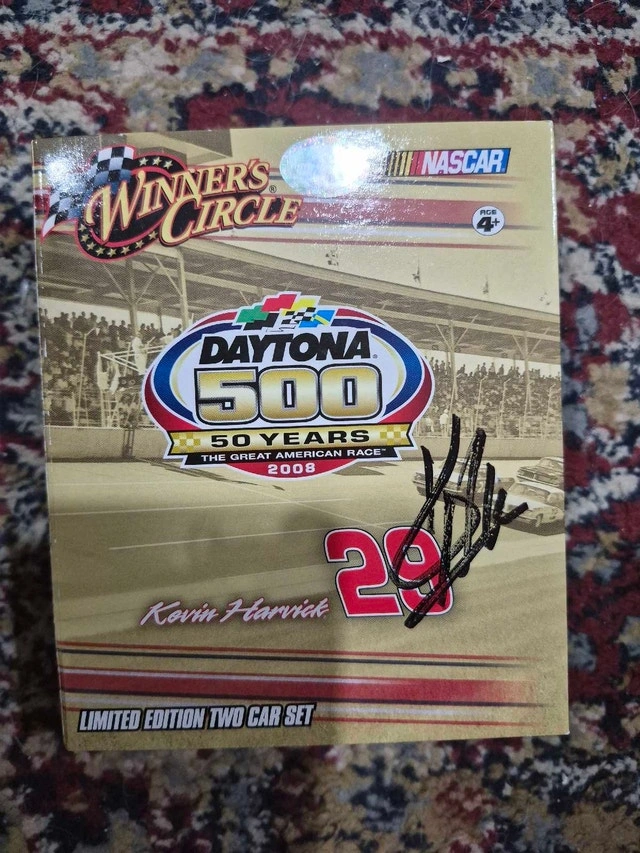 WINNER'S
CIRCLE®
NASCAR
AGE
4+
DAYTONA
500
50 YEARS
THE GREAT AMERICAN RACE™
2008
29
Kevin Harvick
LIMITED EDITION TWO CAR SET